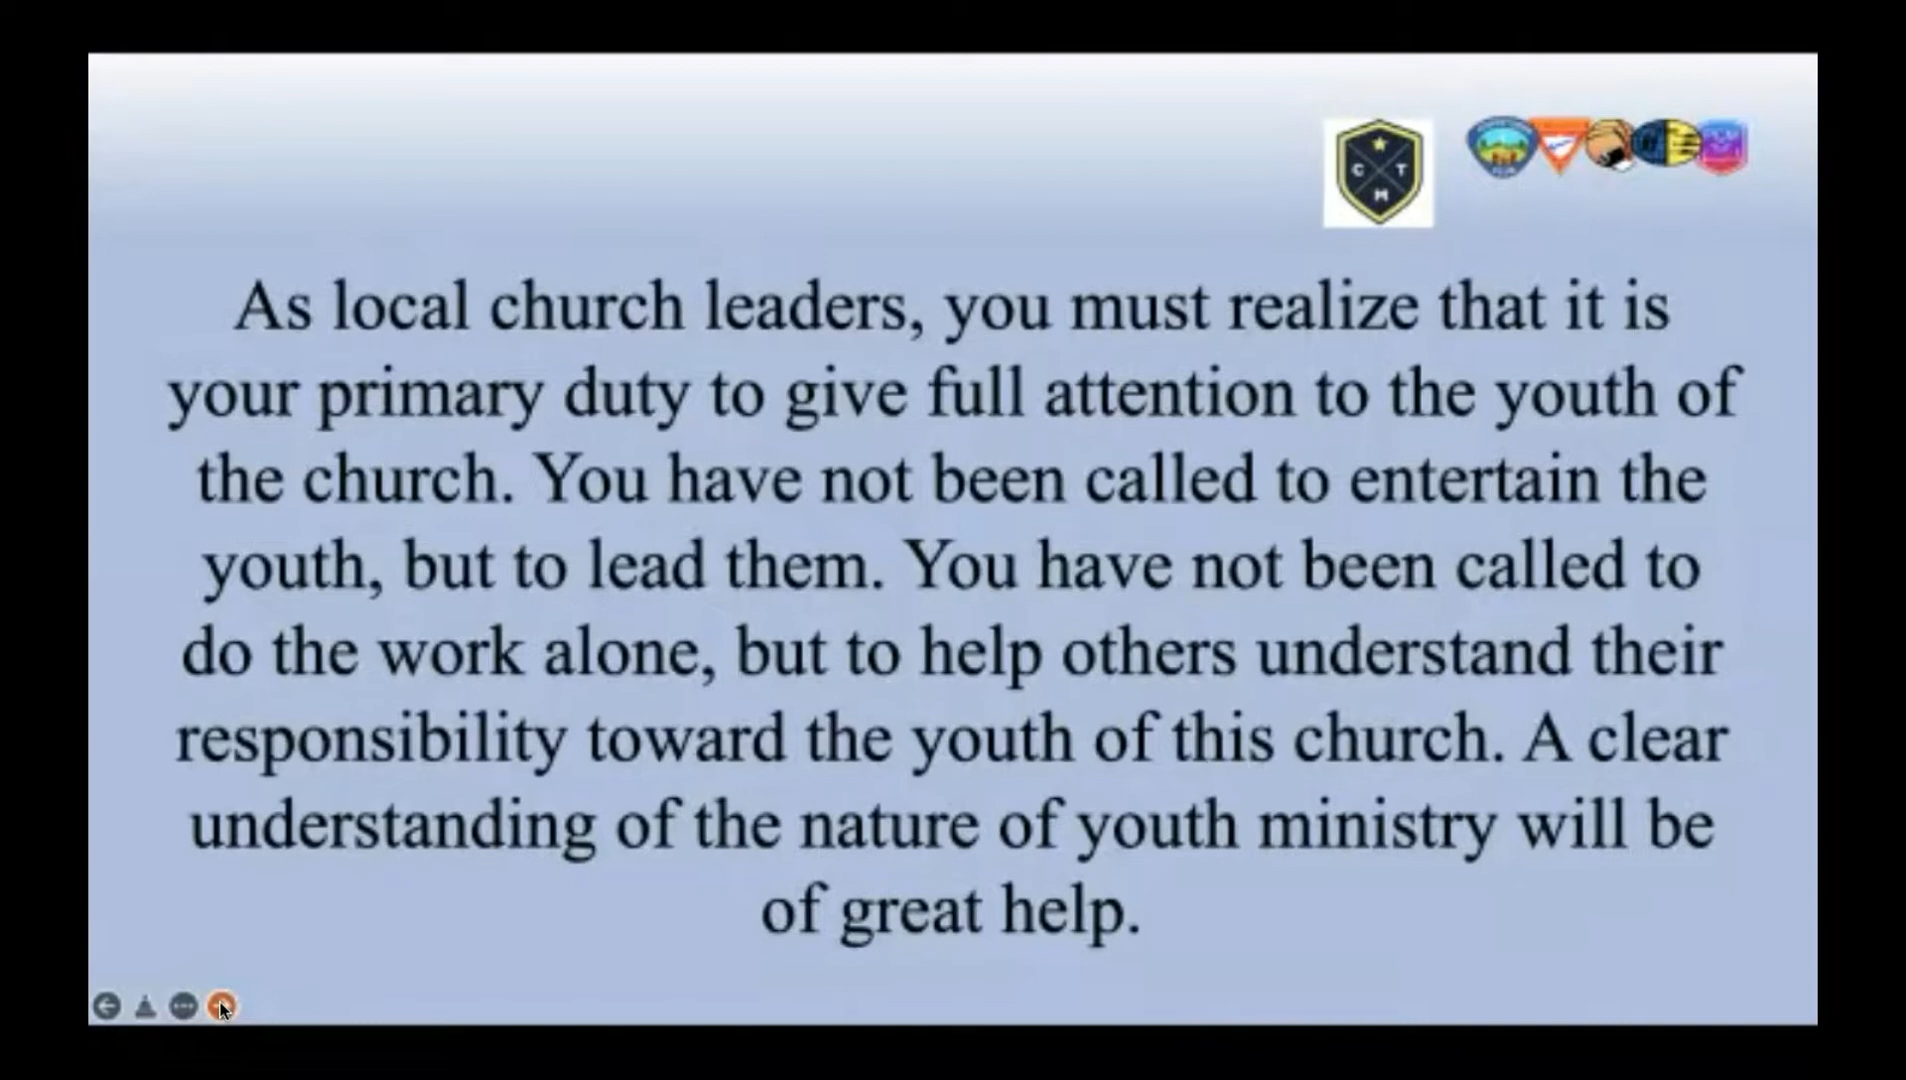 C T
M
PCM
As local church leaders, you must realize that it is
your primary duty to give full attention to the youth of
the church. You have not been called to entertain the
youth, but to lead them. You have not been called to
do the work alone, but to help others understand their
responsibility toward the youth of this church. A clear
understanding of the nature of youth ministry will be
of great help.